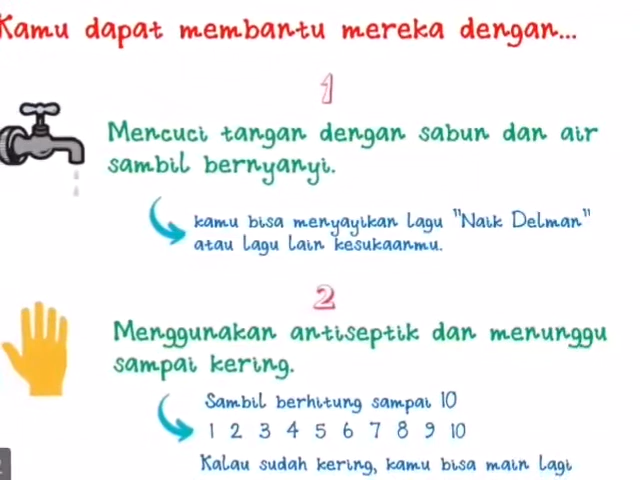 Kamu dapat membantu mereka dengan...
1
Mencuci tangan dengan sabun dan air
sambil bernyanyi.
kamu bisa menyayikan lagu "Naik Delman"
atau lagu lain kesukaanmu.
2
Menggunakan antiseptik dan menunggu
sampai kering.
Sambil berhitung sampai 10
1 2 3 4 5 6 7 8 9 10
Kalau sudah kering, kamu bisa main lagi